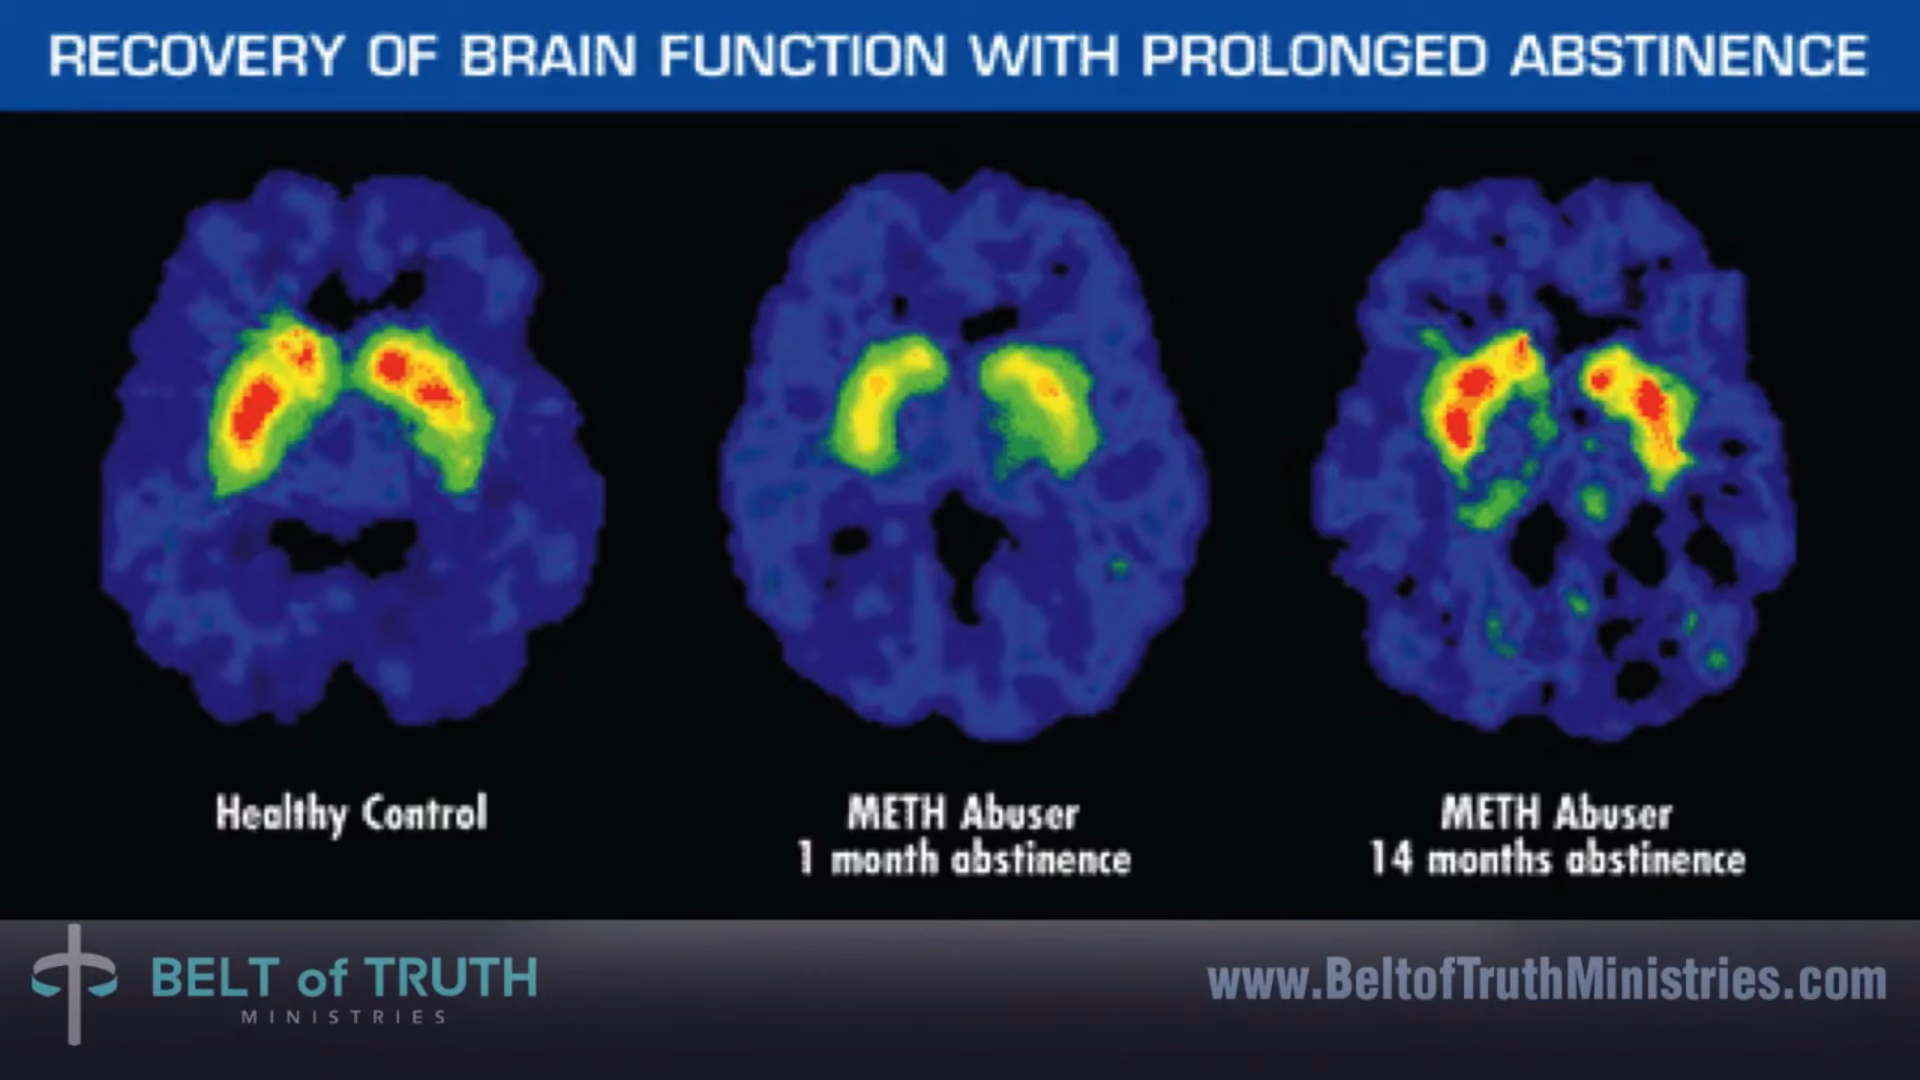 RECOVERY OF BRAIN FUNCTION WITH PROLONGED ABSTINENCE
Healthy Control
METH Abuser
1 month abstinence
METH Abuser
14 months abstinence
BELT of TRUTH
MINISTRIES
www.BeltofTruthMinistries.com